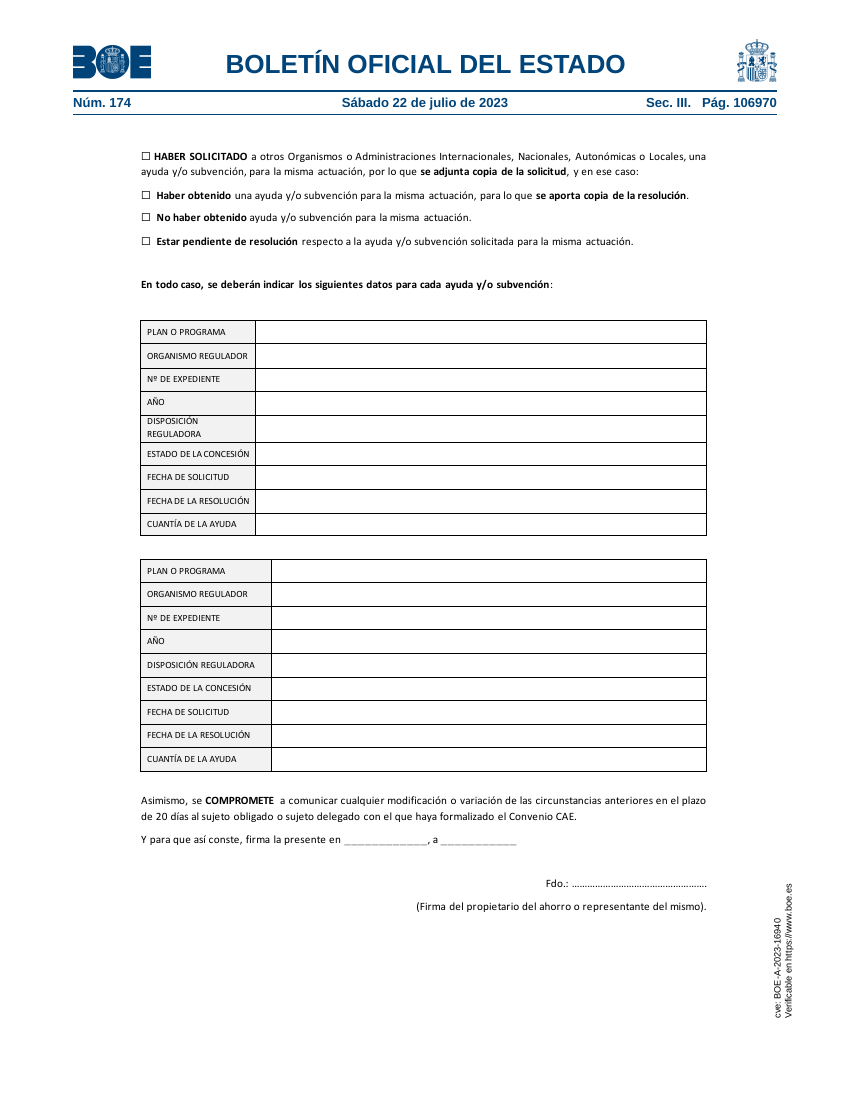 BOE
BOLETÍN OFICIAL DEL ESTADO
Núm. 174
Sábado 22 de julio de 2023
Sec. III. Pág. 106970
☐ HABER SOLICITADO a otros Organismos o Administraciones Internacionales, Nacionales, Autonómicas o Locales, una
ayuda y/o subvención, para la misma actuación, por lo que se adjunta copia de la solicitud, y en ese caso:
☐ Haber obtenido una ayuda y/o subvención para la misma actuación, para lo que se aporta copia de la resolución.
☐ No haber obtenido ayuda y/o subvención para la misma actuación.
☐ Estar pendiente de resolución respecto a la ayuda y/o subvención solicitada para la misma actuación.
En todo caso, se deberán indicar los siguientes datos para cada ayuda y/o subvención:
PLAN O PROGRAMA
ORGANISMO REGULADOR
Nº DE EXPEDIENTE
AÑO
DISPOSICIÓN
REGULADORA
ESTADO DE LA CONCESIÓN
FECHA DE SOLICITUD
FECHA DE LA RESOLUCIÓN
CUANTÍA DE LA AYUDA
PLAN O PROGRAMA
ORGANISMO REGULADOR
Nº DE EXPEDIENTE
AÑO
DISPOSICIÓN REGULADORA
ESTADO DE LA CONCESIÓN
FECHA DE SOLICITUD
FECHA DE LA RESOLUCIÓN
CUANTÍA DE LA AYUDA
Asimismo, se COMPROMETE a comunicar cualquier modificación o variación de las circunstancias anteriores en el plazo
de 20 días al sujeto obligado o sujeto delegado con el que haya formalizado el Convenio CAE.
Y para que así conste, firma la presente en ____________, a ___________
Fdo.: ……………………………………………
(Firma del propietario del ahorro o representante del mismo).
cve: BOE-A-2023-16940
Verificable en https://www.boe.es